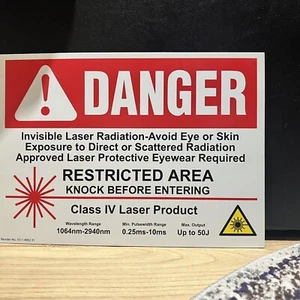 DANGER
Invisible Laser Radiation-Avoid Eye or Skin
Exposure to Direct or Scattered Radiation
Approved Laser Protective Eyewear Required
RESTRICTED AREA
KNOCK BEFORE ENTERING
Class IV Laser Product
Wavelength Range Min. Pulsewidth Range Max. Output
1064nm-2940nm 0.25ms-10ms Up to 50J